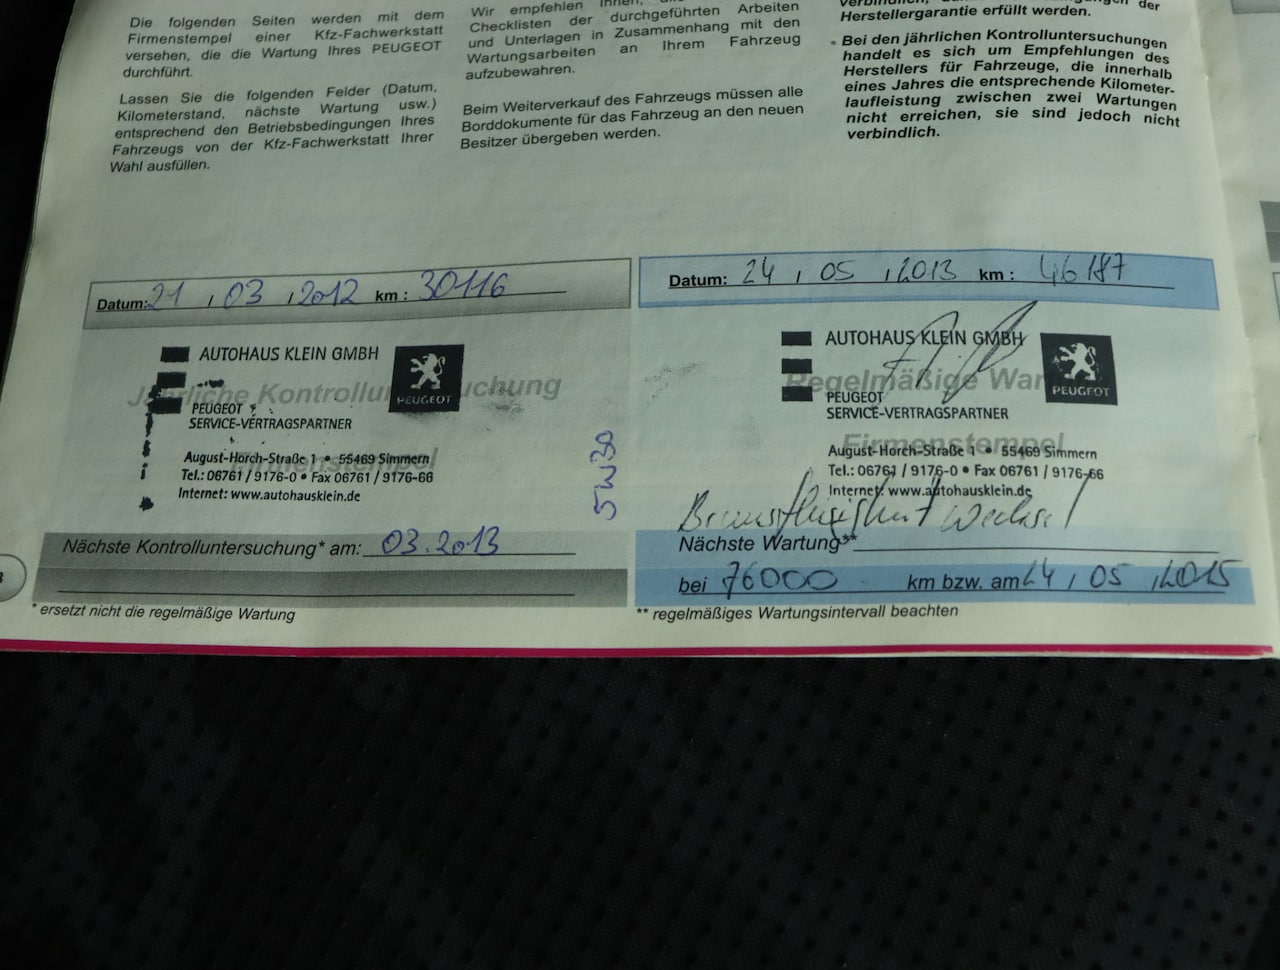 Die folgenden Seiten werden mit dem
Firmenstempel einer Kfz-Fachwerkstatt
versehen, die die Wartung Ihres PEUGEOT
durchführt.
Lassen Sie die folgenden Felder (Datum,
Kilometerstand, nächste Wartung usw.)
entsprechend den Betriebsbedingungen Ihres
Fahrzeugs von der Kfz-Fachwerkstatt Ihrer
Wahl ausfüllen.
Wir empfehlen Ihnen,
Checklisten der durchgeführten Arbeiten
und Unterlagen in Zusammenhang mit den
Wartungsarbeiten an Ihrem Fahrzeug
aufzubewahren.
Beim Weiterverkauf des Fahrzeugs müssen alle
Borddokumente für das Fahrzeug an den neuen
Besitzer übergeben werden.
der
Herstellergarantie erfüllt werden.
Bei den jährlichen Kontrolluntersuchungen
handelt es sich um Empfehlungen des
Herstellers für Fahrzeuge, die innerhalb
eines Jahres die entsprechende Kilometer-
laufleistung zwischen zwei Wartungen
nicht erreichen, sie sind jedoch nicht
verbindlich.
Datum: 21 / 03 / 2012 km : 30116
AUTOHAUS KLEIN GMBH
Jährliche Kontrolluntersuchung
PEUGEOT
PEUGEOT
SERVICE-VERTRAGSPARTNER
Firmenstempel
August-Horch-Straße 1 • 55469 Simmern
Tel.: 06761 / 9176-0 • Fax 06761 / 9176-66
Internet: www.autohausklein.de
Nächste Kontrolluntersuchung* am: 03.2013
* ersetzt nicht die regelmäßige Wartung
5W30
Datum: 24 / 05 / 2013 km : 46187
AUTOHAUS KLEIN GMBH
Regelmäßige War
PEUGEOT
PEUGEOT
SERVICE-VERTRAGSPARTNER
Firmenstempel
August-Horch-Straße 1 • 55469 Simmern
Tel.: 06761 / 9176-0 • Fax 06761 / 9176-66
Internet: www.autohausklein.de
Bremsflüssigkeit Wechsel
Nächste Wartung**
bei 76000 km bzw. am 24 / 05 / 2015
** regelmäßiges Wartungsintervall beachten